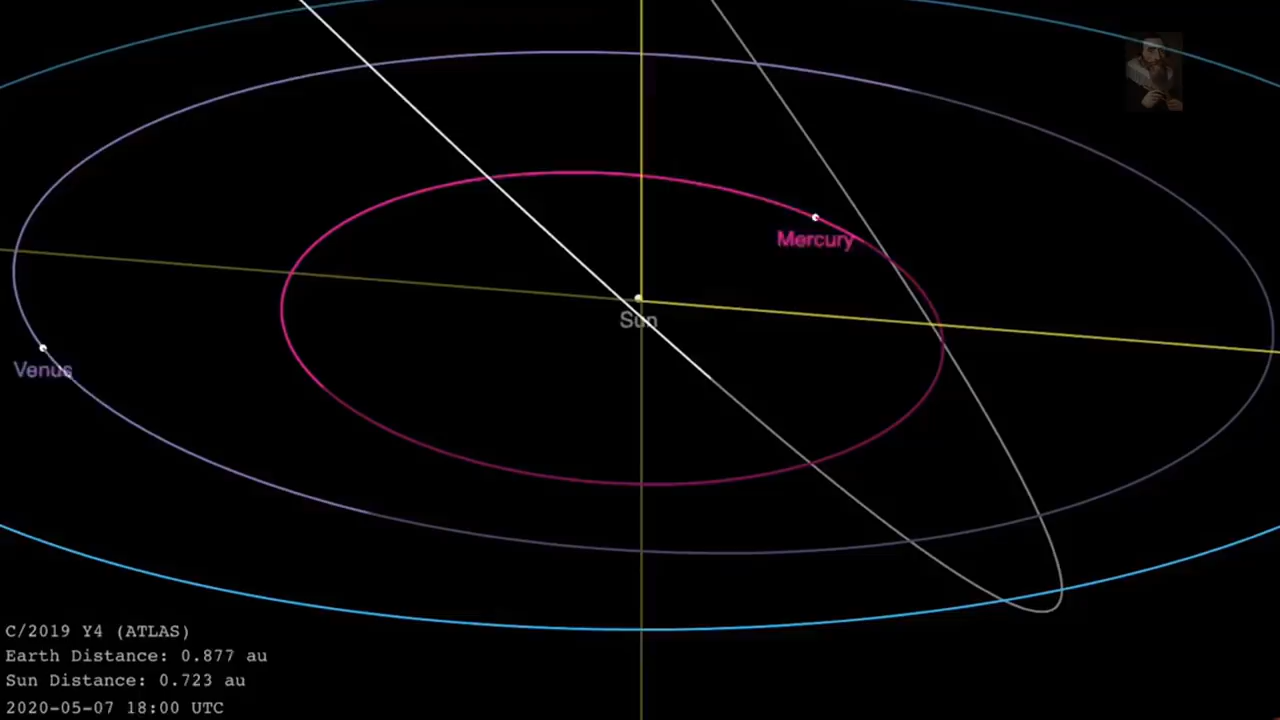 Mercury
Sun
Venus
C/2019 Y4 (ATLAS)
Earth Distance: 0.877 au
Sun Distance: 0.723 au
2020-05-07 18:00 UTC